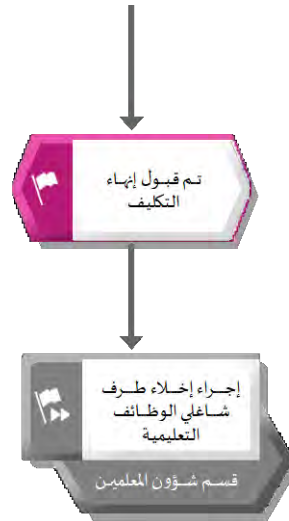 تم قبول إنهاء
التكليف
إجراء إخلاء طرف
شاغلي الوظائف
التعليمية
قسم شؤون المعلمين